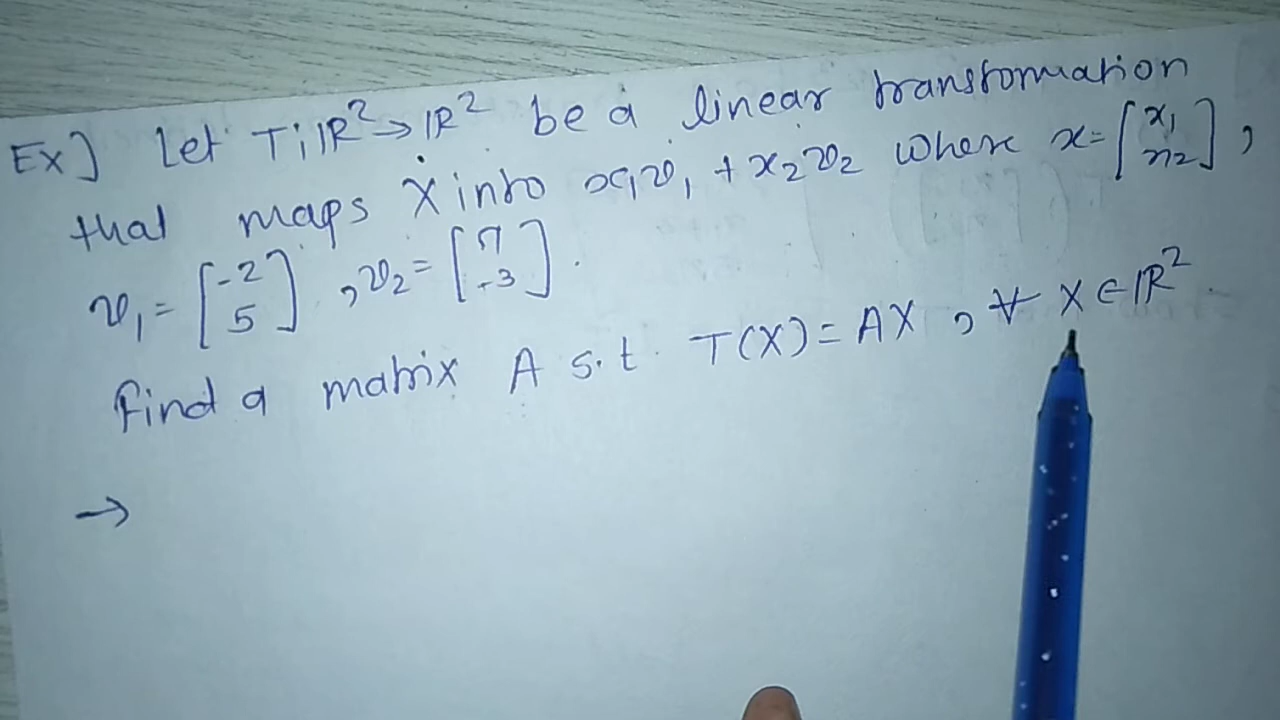 Ex] Let T: ℝ² → ℝ² be a linear transformation
that maps X into x₁v₁ + x₂v₂ where x = [x₁ x₂],
v₁ = [-2 5], v₂ = [7 -3].
Find a matrix A s.t. T(X) = AX, ∀ X ∈ ℝ².
→